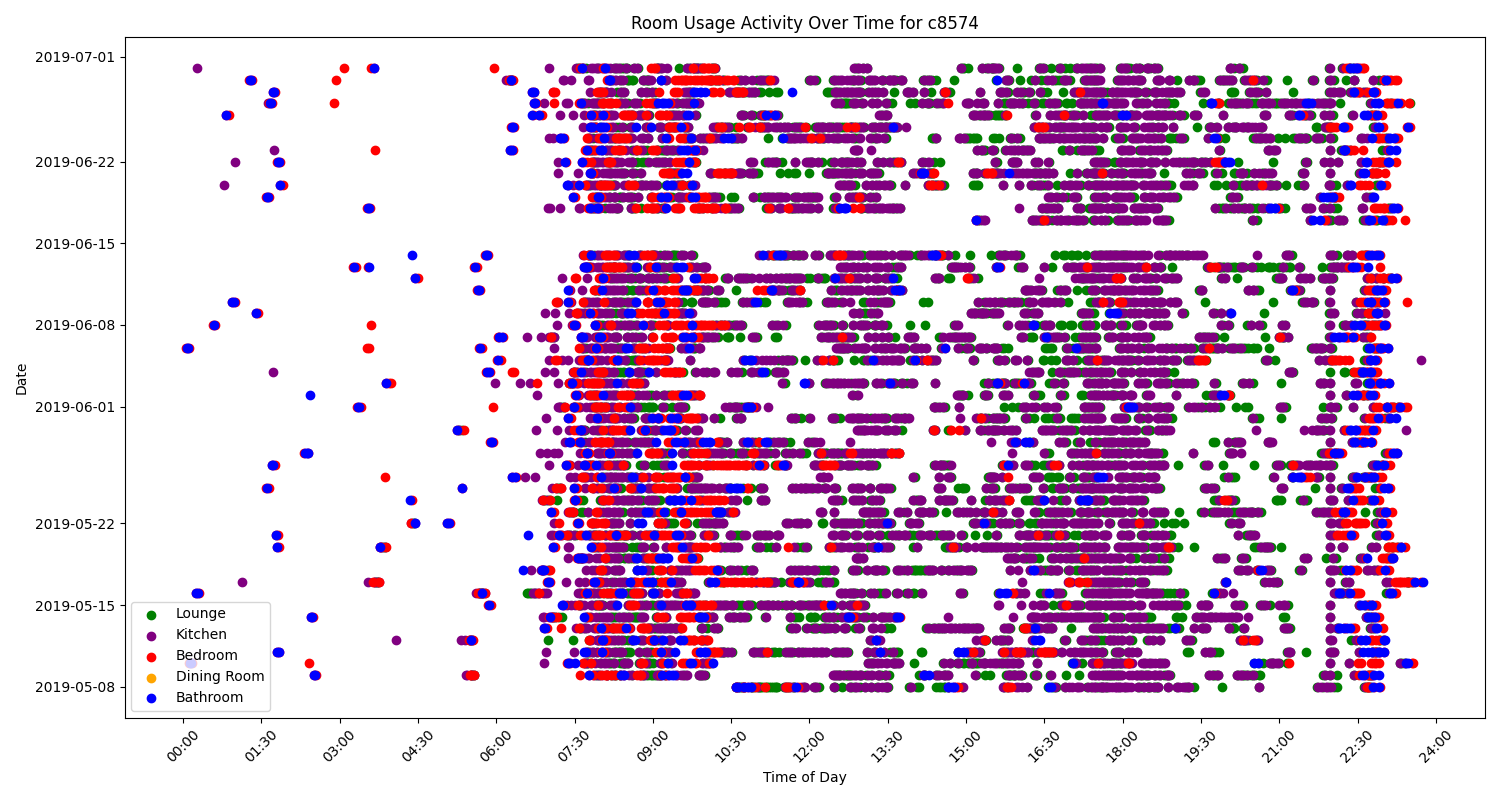 Room Usage Activity Over Time for c8574
2019-07-01
2019-06-22
2019-06-15
2019-06-08
2019-06-01
2019-05-22
2019-05-15
2019-05-08
Date
Lounge
Kitchen
Bedroom
Dining Room
Bathroom
00:00 01:30 03:00 04:30 06:00 07:30 09:00 10:30 12:00 13:30 15:00 16:30 18:00 19:30 21:00 22:30 24:00
Time of Day